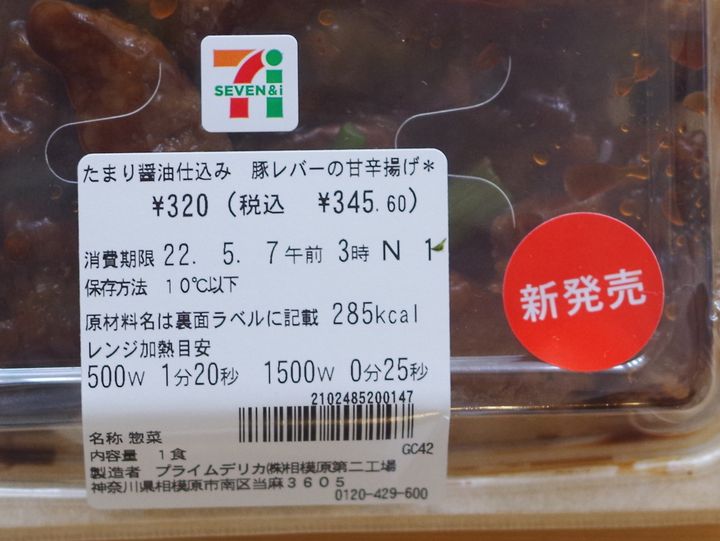 7i
SEVEN&i
たまり醤油仕込み 豚レバーの甘辛揚げ*
¥320 (税込 ¥345.60)
消費期限 22. 5. 7午前 3時 N 1
保存方法 10℃以下
原材料名は裏面ラベルに記載 285kcal
レンジ加熱目安
500W 1分20秒 1500W 0分25秒
2102485200147
名称 惣菜
内容量 1食
GC42
製造者 プライムデリカ(株)相模原第二工場
神奈川県相模原市南区当麻3605
0120-429-600
新発売